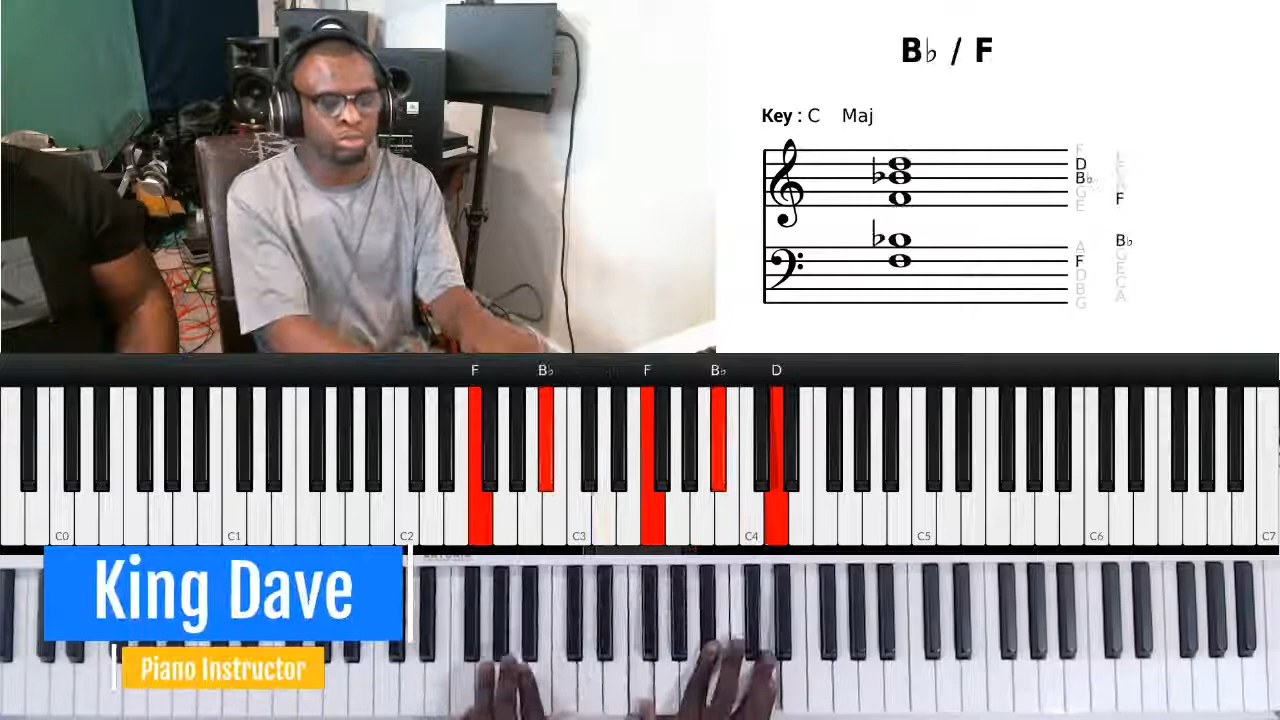 B♭ / F
Key : C Maj
F
D
B♭
G
E
F
A
F
D
B
G
B♭
G
E
C
A
F B♭ F B♭ D
C0 C1 C2 C3 C4 C5 C6 C7
King Dave
Piano Instructor